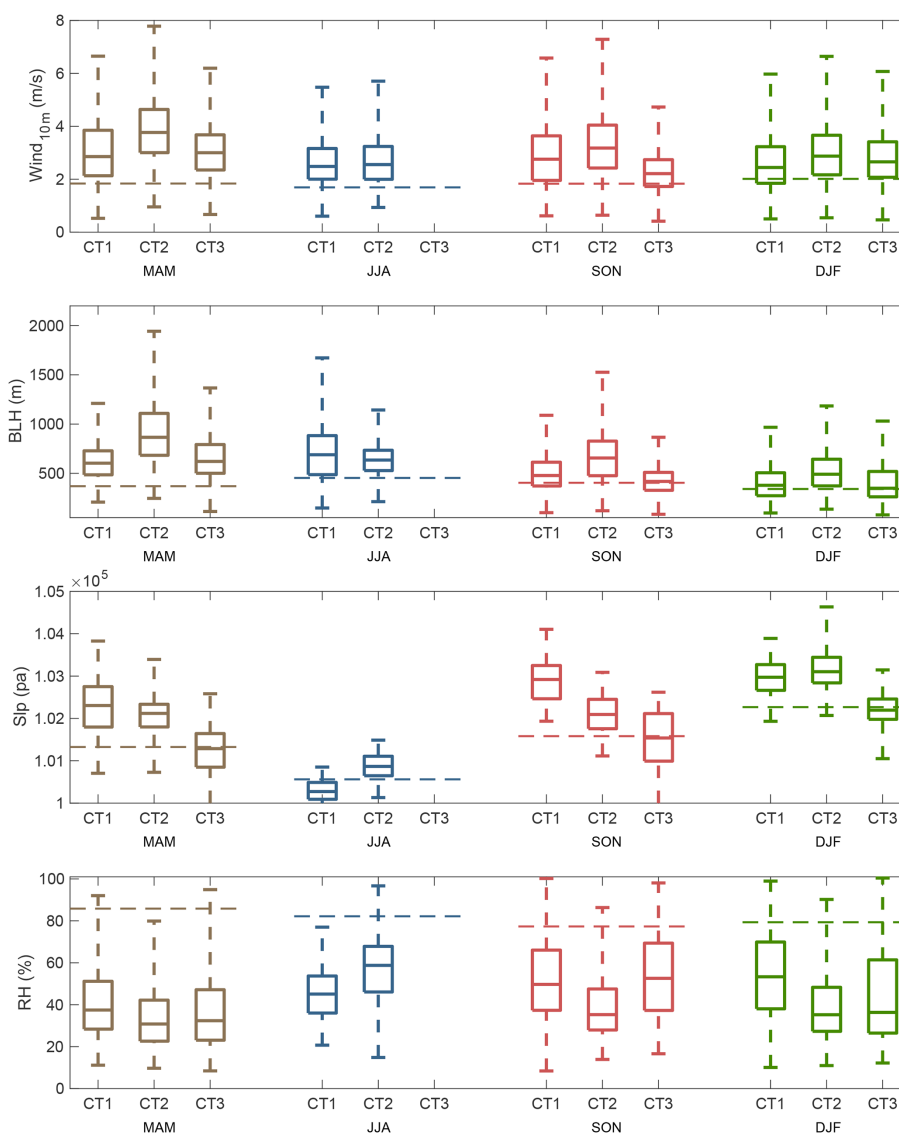 8
6
4
2
0
Wind10 m (m/s)
CT1 CT2 CT3 CT1 CT2 CT3 CT1 CT2 CT3 CT1 CT2 CT3
MAM JJA SON DJF
2000
1500
1000
500
BLH (m)
CT1 CT2 CT3 CT1 CT2 CT3 CT1 CT2 CT3 CT1 CT2 CT3
MAM JJA SON DJF
×10^5
1.05
1.04
1.03
1.02
1.01
1
Slp (pa)
CT1 CT2 CT3 CT1 CT2 CT3 CT1 CT2 CT3 CT1 CT2 CT3
MAM JJA SON DJF
100
80
60
40
20
0
RH (%)
CT1 CT2 CT3 CT1 CT2 CT3 CT1 CT2 CT3 CT1 CT2 CT3
MAM JJA SON DJF